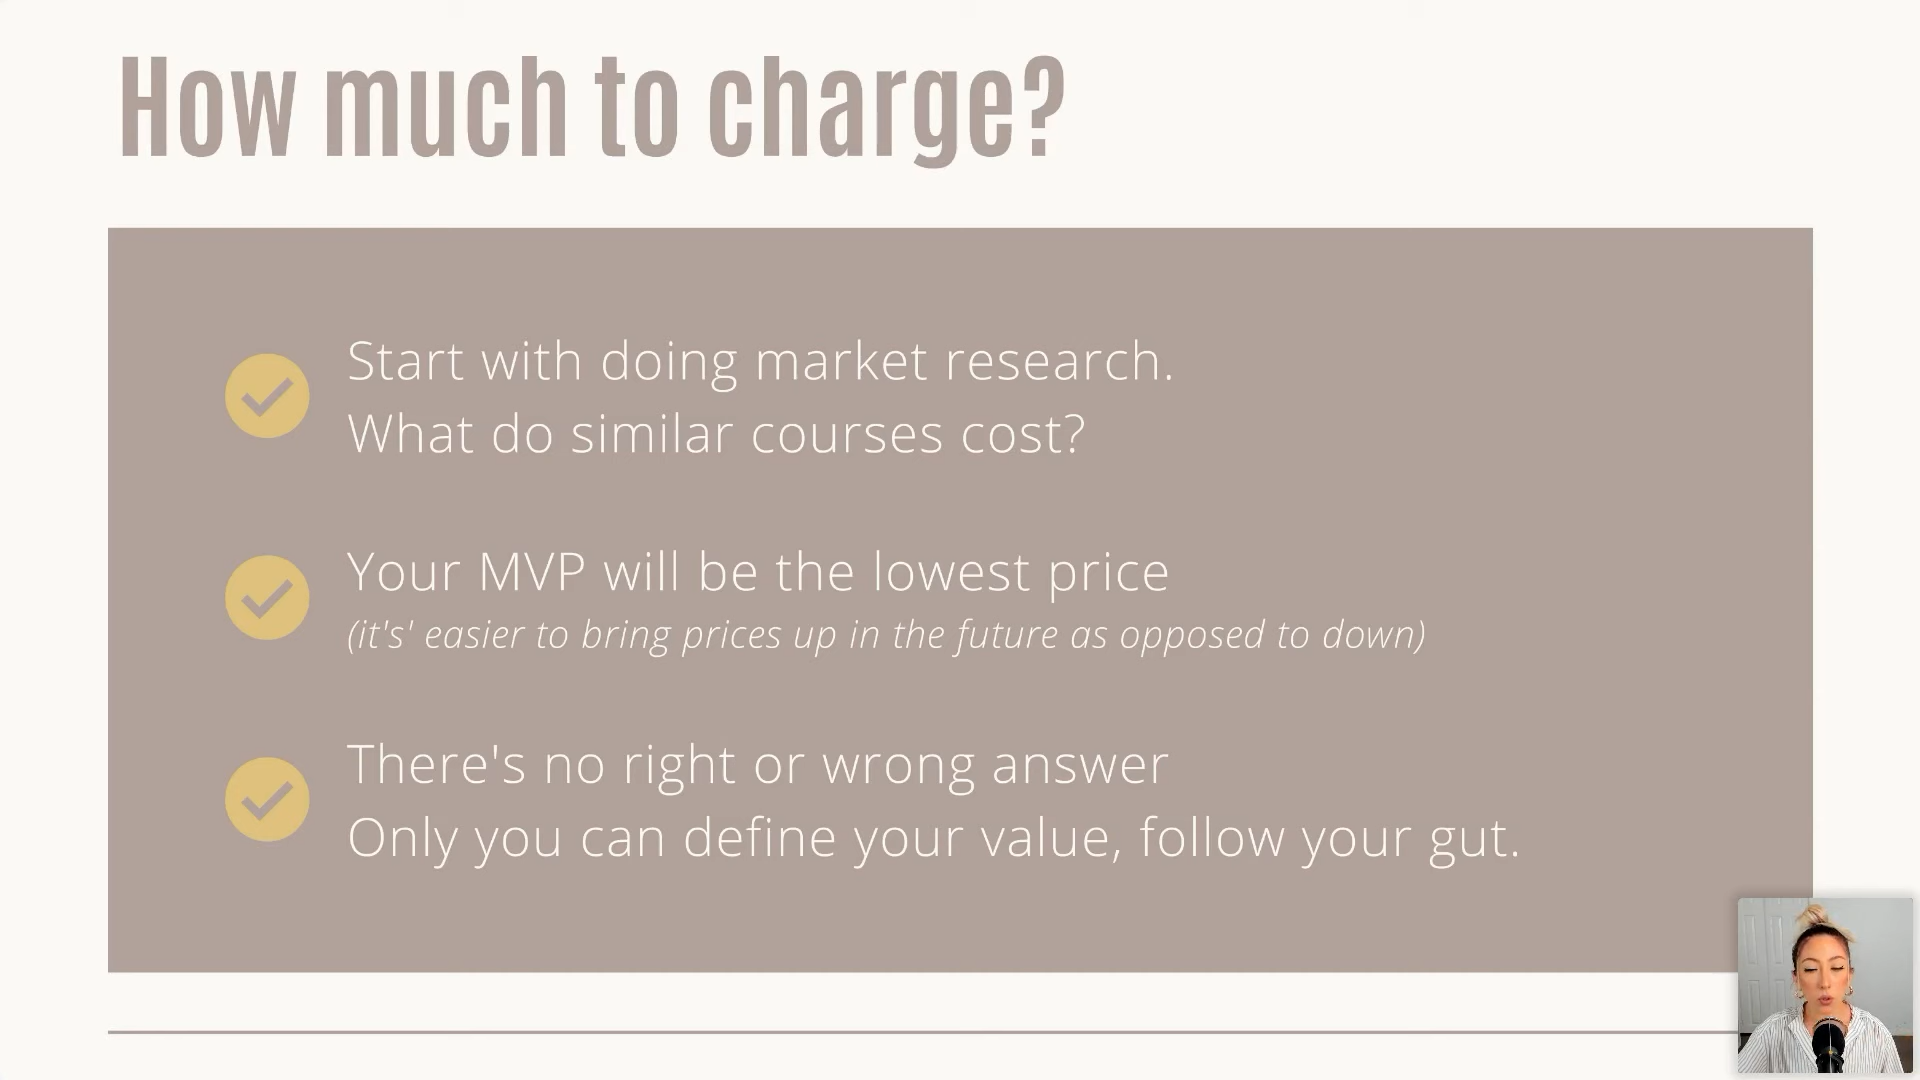 How much to charge?
Start with doing market research.
What do similar courses cost?
Your MVP will be the lowest price
(it's' easier to bring prices up in the future as opposed to down)
There's no right or wrong answer
Only you can define your value, follow your gut.